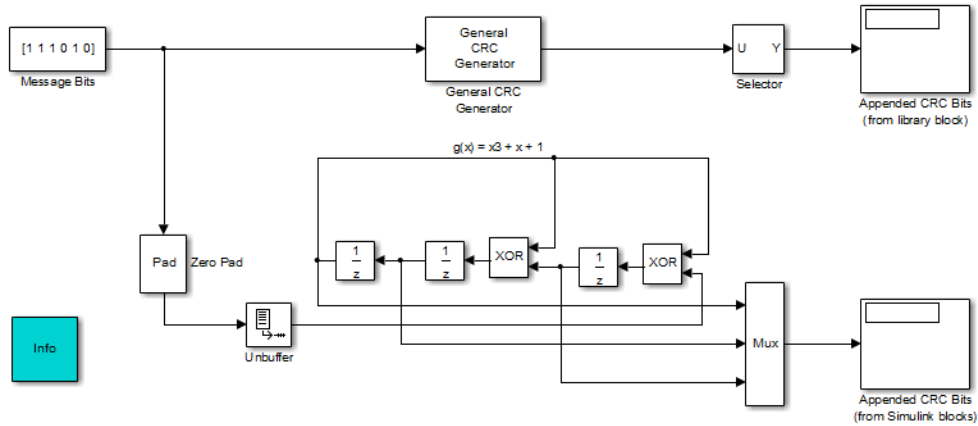 [1 1 1 0 1 0]
Message Bits
General
CRC
Generator
General CRC
Generator
U Y
Selector
Appended CRC Bits
(from library block)
g(x) = x3 + x + 1
Pad
Zero Pad
1
z
1
z
XOR
1
z
XOR
Info
Unbuffer
Mux
Appended CRC Bits
(from Simulink blocks)